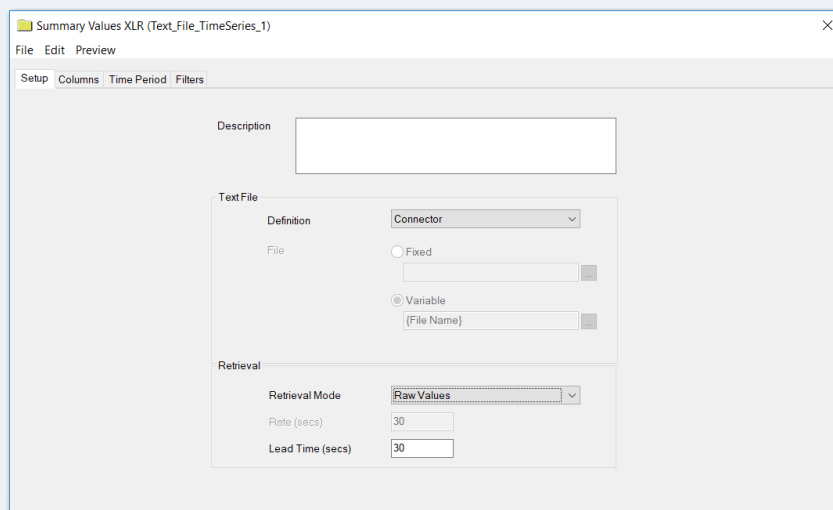 Summary Values XLR (Text_File_TimeSeries_1)
File Edit Preview
Setup Columns Time Period Filters
Description
Text File
Definition Connector
File Fixed
...
Variable
{File Name} ...
Retrieval
Retrieval Mode Raw Values
Rate (secs) 30
Lead Time (secs) 30